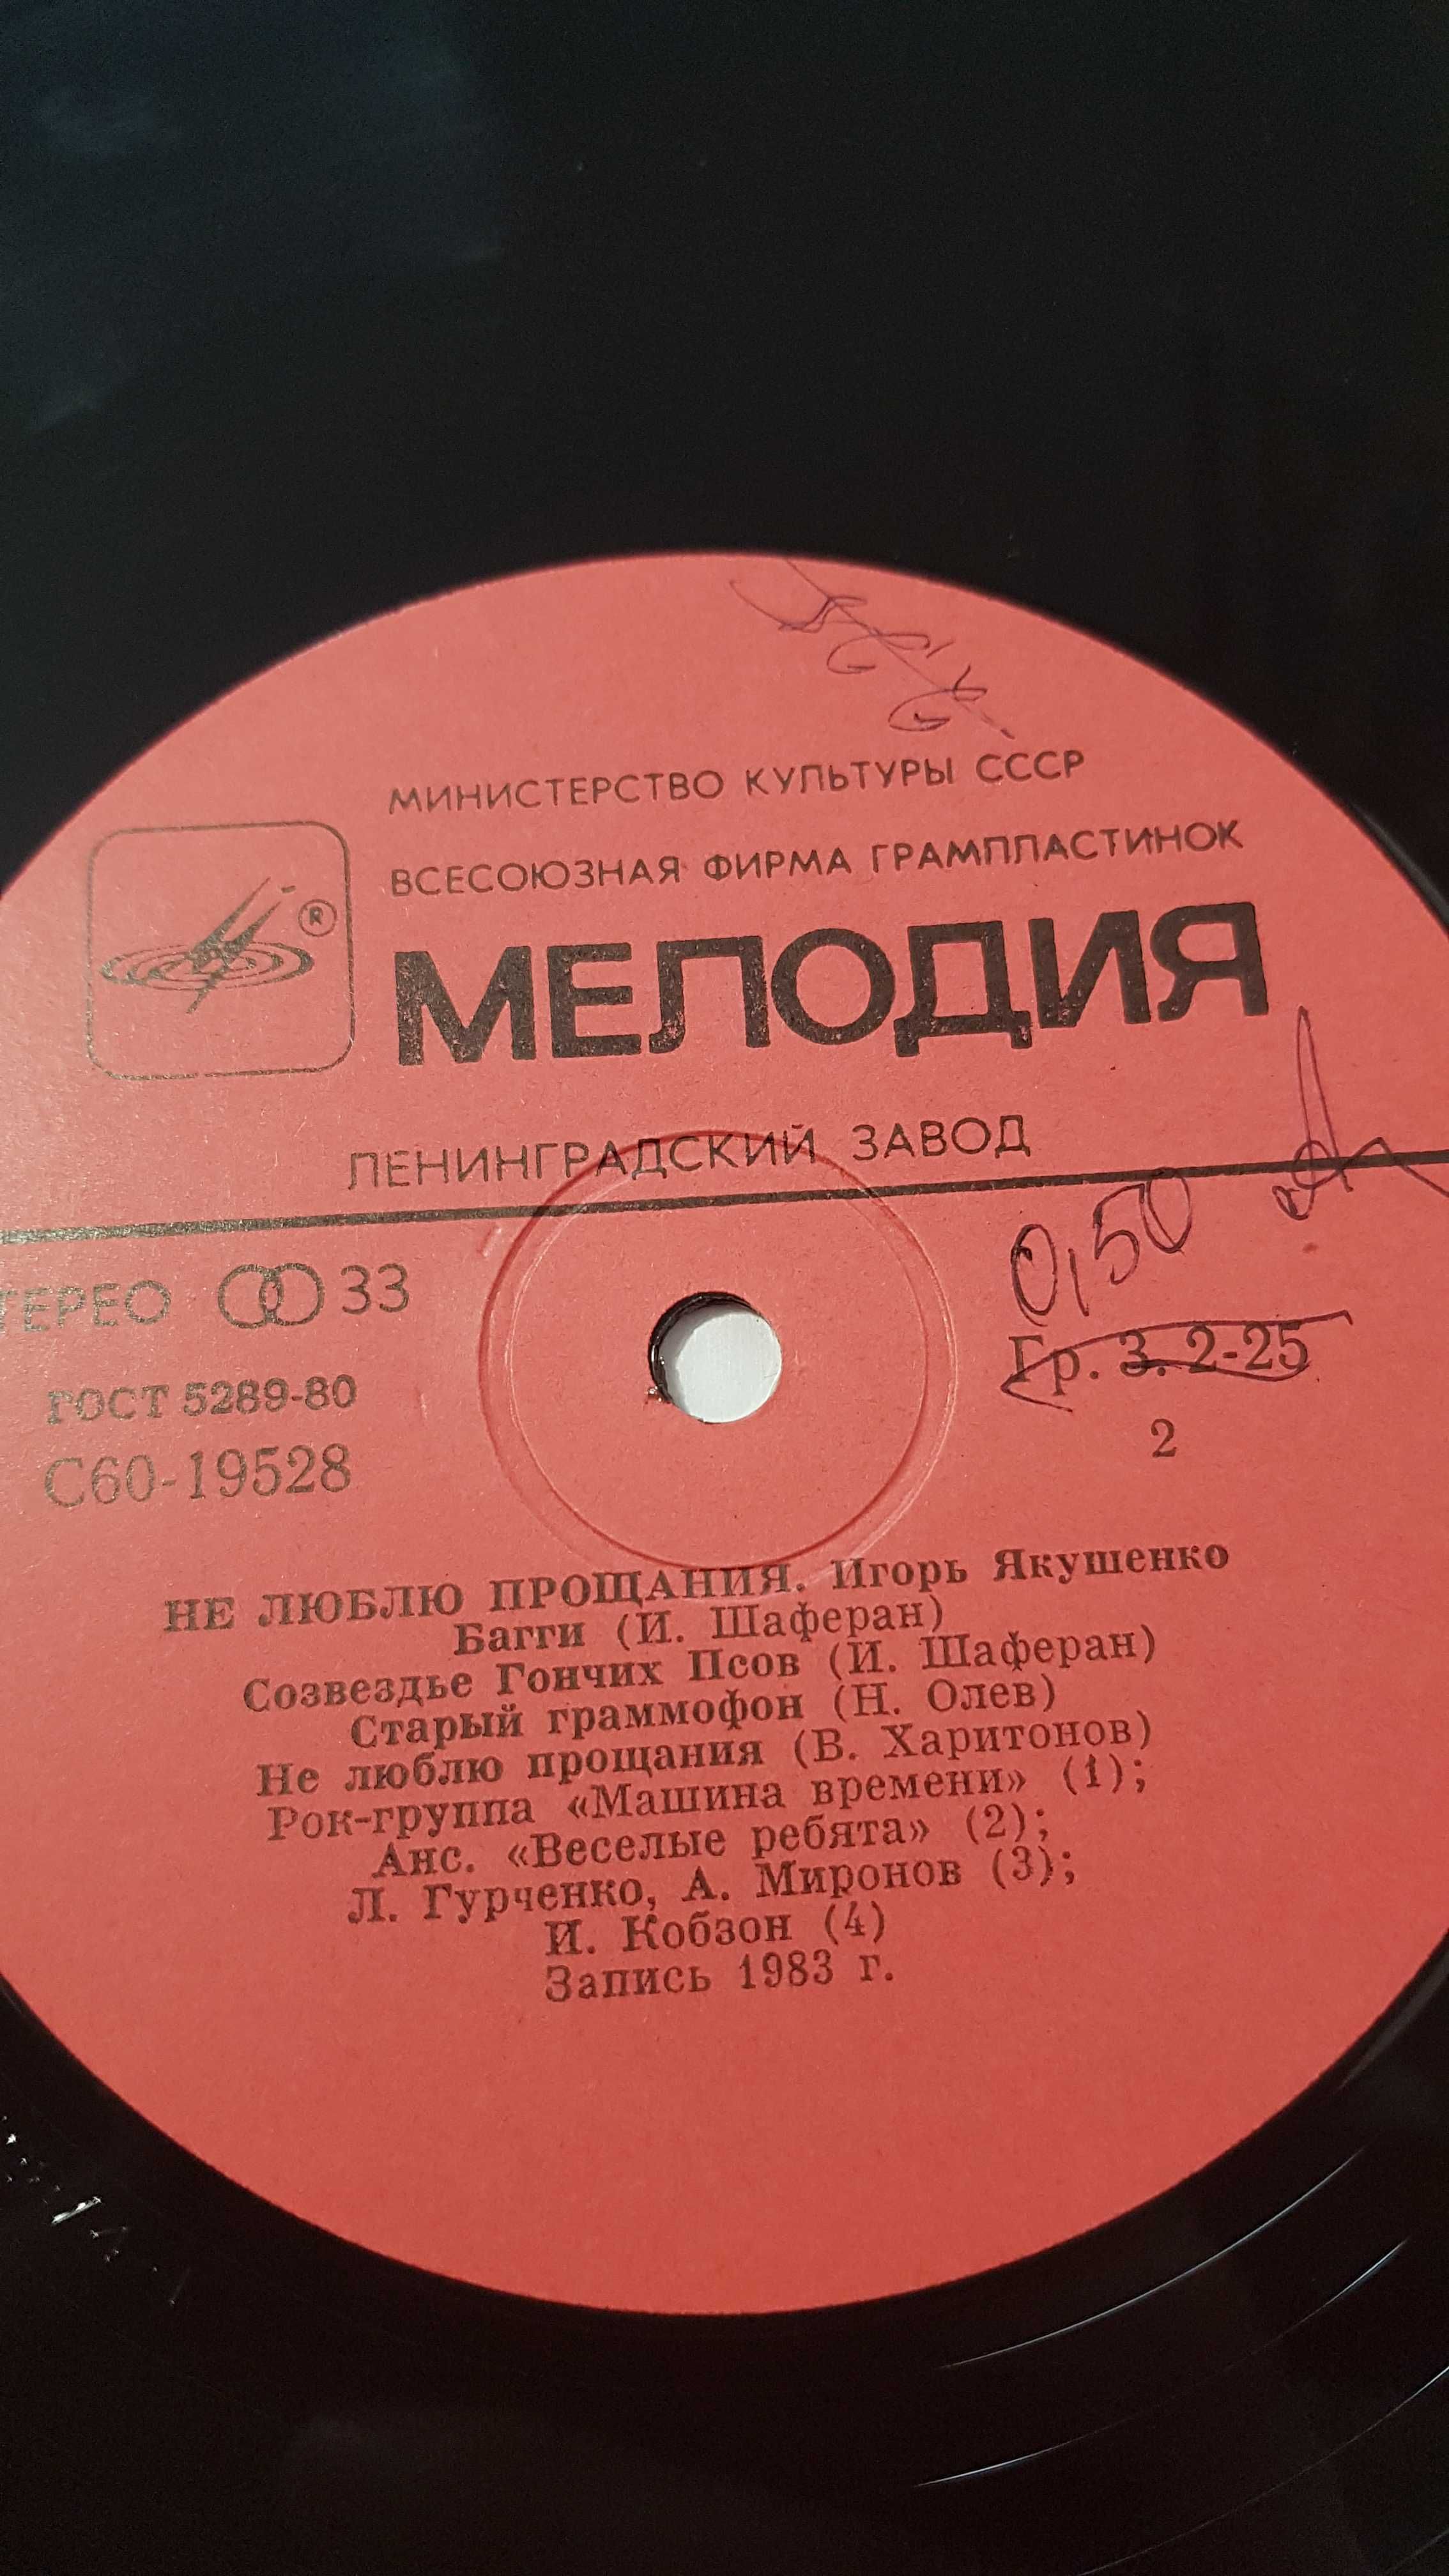 МИНИСТЕРСТВО КУЛЬТУРЫ СССР
ВСЕСОЮЗНАЯ ФИРМА ГРАМПЛАСТИНОК
®
МЕЛОДИЯ
ЛЕНИНГРАДСКИЙ ЗАВОД
ТЕРЕО 33
0,50
ГОСТ 5289-80
Гр. 3. 2-25
С60-19528
2
НЕ ЛЮБЛЮ ПРОЩАНИЯ. Игорь Якушенко
Багги (И. Шаферан)
Созвездье Гончих Псов (И. Шаферан)
Старый граммофон (Н. Олев)
Не люблю прощания (В. Харитонов)
Рок-группа «Машина времени» (1);
Анс. «Веселые ребята» (2);
Л. Гурченко, А. Миронов (3);
И. Кобзон (4)
Запись 1983 г.